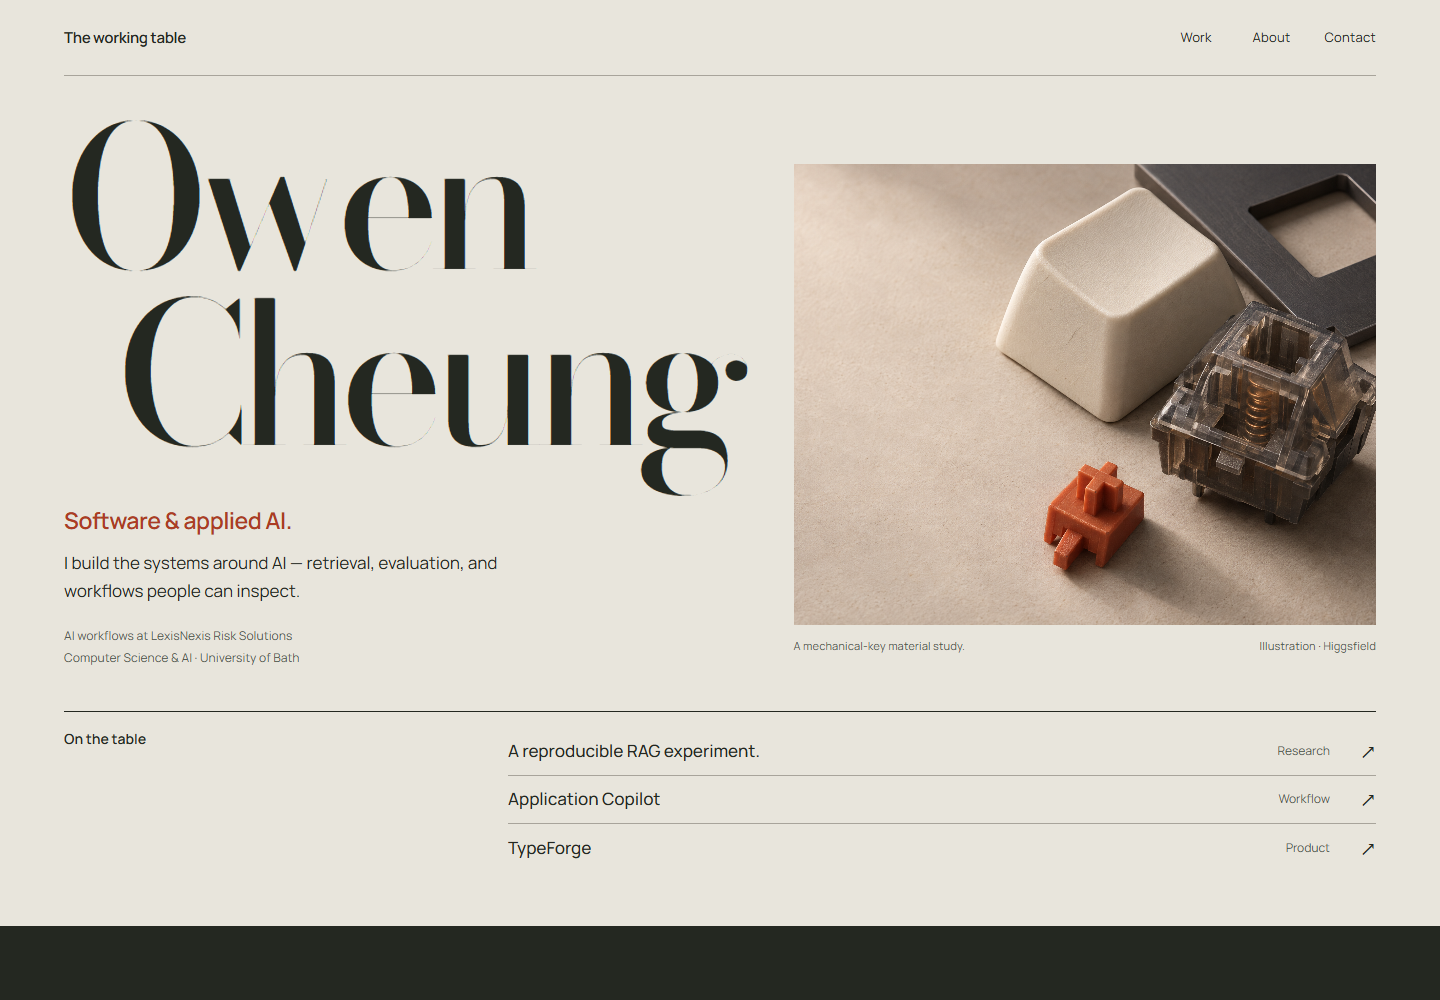 The working table
Work About Contact
Owen
Cheung
Software & applied AI.
I build the systems around AI — retrieval, evaluation, and
workflows people can inspect.
AI workflows at LexisNexis Risk Solutions
Computer Science & AI · University of Bath
A mechanical-key material study.
Illustration · Higgsfield
On the table
A reproducible RAG experiment.
Research ↗
Application Copilot
Workflow ↗
TypeForge
Product ↗